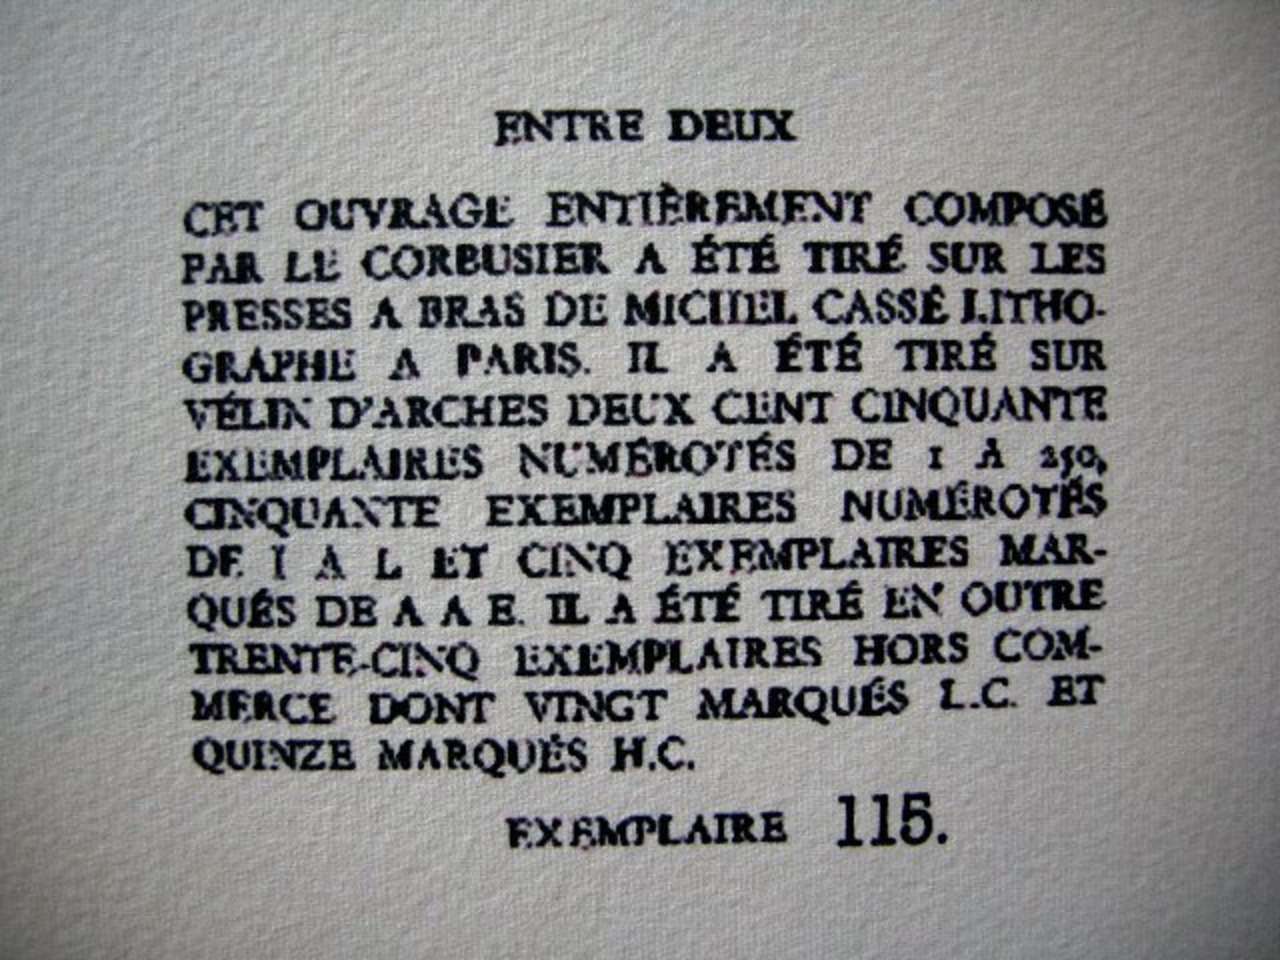 ENTRE DEUX
CET OUVRAGE ENTIÈREMENT COMPOSÉ
PAR LE CORBUSIER A ÉTÉ TIRÉ SUR LES
PRESSES A BRAS DE MICHEL CASSÉ LITHO-
GRAPHE A PARIS. IL A ÉTÉ TIRÉ SUR
VÉLIN D'ARCHES DEUX CENT CINQUANTE
EXEMPLAIRES NUMÉROTÉS DE 1 A 250,
CINQUANTE EXEMPLAIRES NUMÉROTÉS
DE I A L ET CINQ EXEMPLAIRES MAR-
QUÉS DE A A E. IL A ÉTÉ TIRÉ EN OUTRE
TRENTE-CINQ EXEMPLAIRES HORS COM-
MERCE DONT VINGT MARQUÉS L.C. ET
QUINZE MARQUÉS H.C.
EXEMPLAIRE 115.